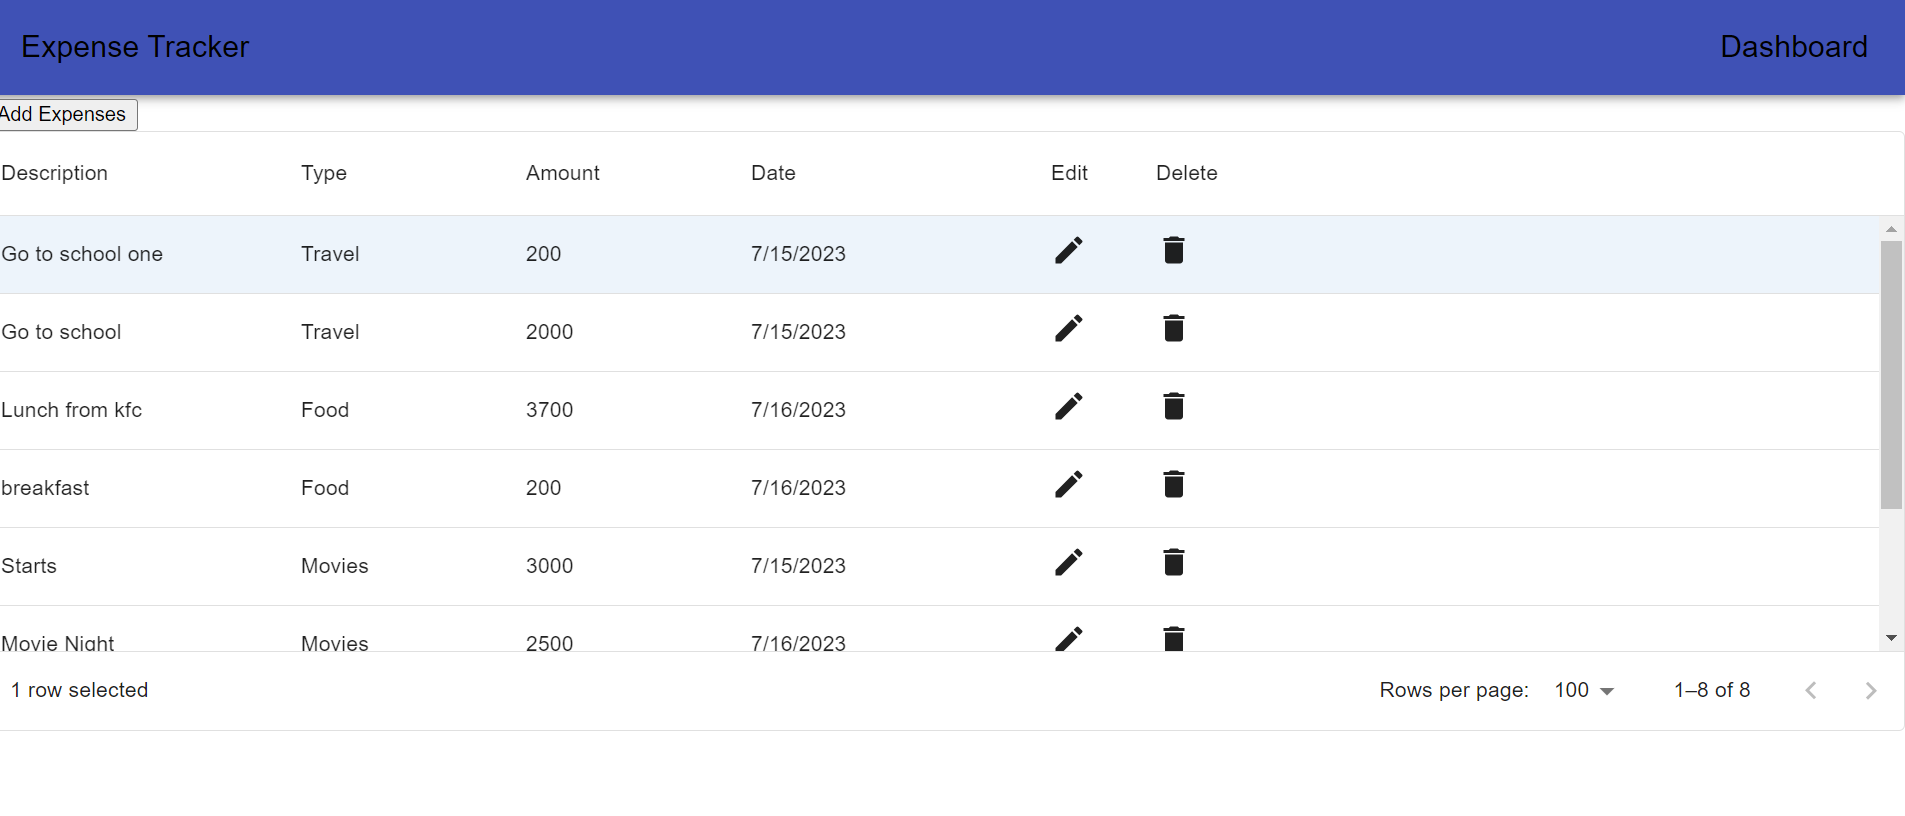 Expense Tracker Dashboard
Add Expenses
Description Type Amount Date Edit Delete
Go to school one Travel 200 7/15/2023
Go to school Travel 2000 7/15/2023
Lunch from kfc Food 3700 7/16/2023
breakfast Food 200 7/16/2023
Starts Movies 3000 7/15/2023
Movie Night Movies 2500 7/16/2023
1 row selected Rows per page: 100 1–8 of 8